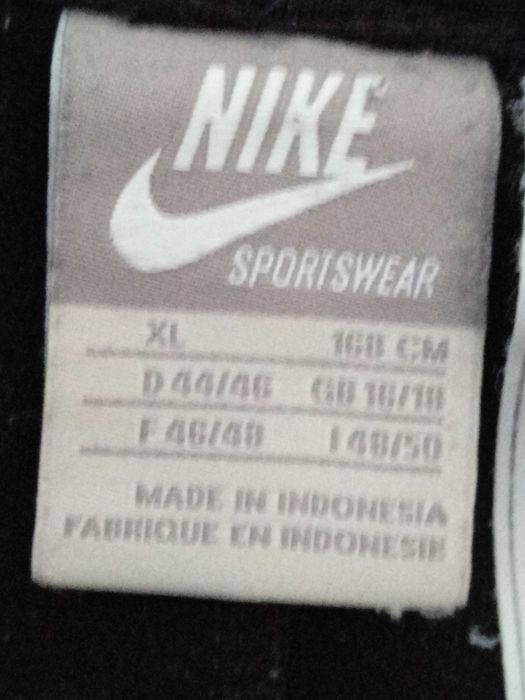 NIKE
SPORTSWEAR
XL 168 CM
D 44/46 GB 16/18
F 46/48 I 48/50
MADE IN INDONESIA
FABRIQUE EN INDONESIE